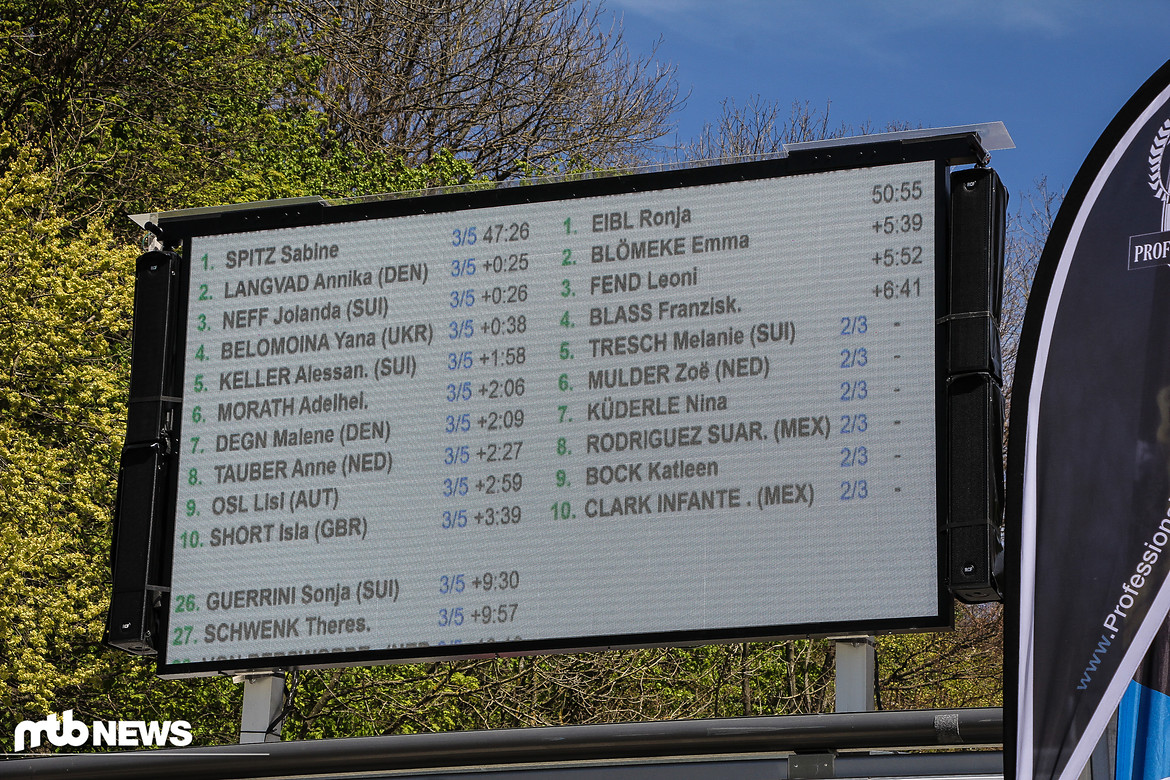 1. SPITZ Sabine 3/5 47:26
2. LANGVAD Annika (DEN) 3/5 +0:25
3. NEFF Jolanda (SUI) 3/5 +0:26
4. BELOMOINA Yana (UKR) 3/5 +0:38
5. KELLER Alessan. (SUI) 3/5 +1:58
6. MORATH Adelhei. 3/5 +2:06
7. DEGN Malene (DEN) 3/5 +2:09
8. TAUBER Anne (NED) 3/5 +2:27
9. OSL Lisi (AUT) 3/5 +2:59
10. SHORT Isla (GBR) 3/5 +3:39
26. GUERRINI Sonja (SUI) 3/5 +9:30
27. SCHWENK Theres. 3/5 +9:57
1. EIBL Ronja 50:55
2. BLÖMEKE Emma +5:39
3. FEND Leoni +5:52
4. BLASS Franzisk. +6:41
5. TRESCH Melanie (SUI) 2/3 -
6. MULDER Zoë (NED) 2/3 -
7. KÜDERLE Nina 2/3 -
8. RODRIGUEZ SUAR. (MEX) 2/3 -
9. BOCK Katleen 2/3 -
10. CLARK INFANTE . (MEX) 2/3 -
PROF
www.Profession
mtb NEWS